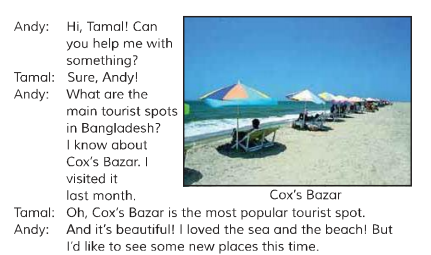 Andy: Hi, Tamal! Can
you help me with
something?
Tamal: Sure, Andy!
Andy: What are the
main tourist spots
in Bangladesh?
I know about
Cox's Bazar. I
visited it
last month.
Cox's Bazar
Tamal: Oh, Cox's Bazar is the most popular tourist spot.
Andy: And it's beautiful! I loved the sea and the beach! But
I'd like to see some new places this time.